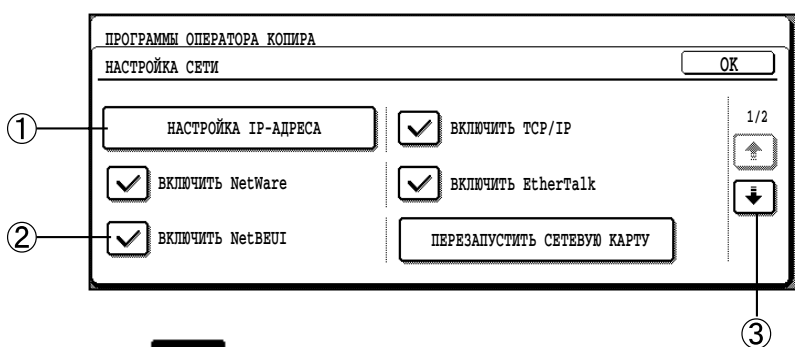 ПРОГРАММЫ ОПЕРАТОРА КОПИРА
НАСТРОЙКА СЕТИ
OK
① НАСТРОЙКА IP-АДРЕСА
ВКЛЮЧИТЬ TCP/IP
1/2
ВКЛЮЧИТЬ NetWare
ВКЛЮЧИТЬ EtherTalk
② ВКЛЮЧИТЬ NetBEUI
ПЕРЕЗАПУСТИТЬ СЕТЕВУЮ КАРТУ
③